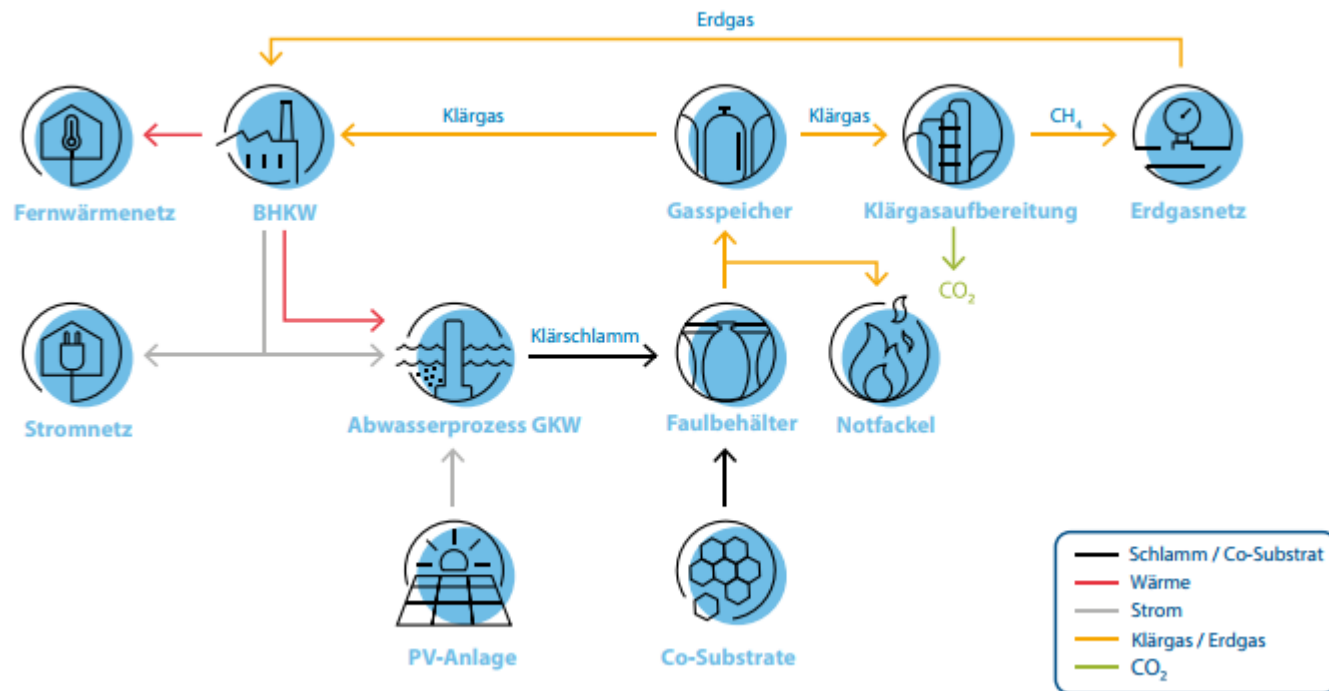 Erdgas
Klärgas
Klärgas
CH₄
Fernwärmenetz
BHKW
Gasspeicher
Klärgasaufbereitung
Erdgasnetz
CO₂
Klärschlamm
Stromnetz
Abwasserprozess GKW
Faulbehälter
Notfackel
PV-Anlage
Co-Substrate
Schlamm / Co-Substrat
Wärme
Strom
Klärgas / Erdgas
CO₂